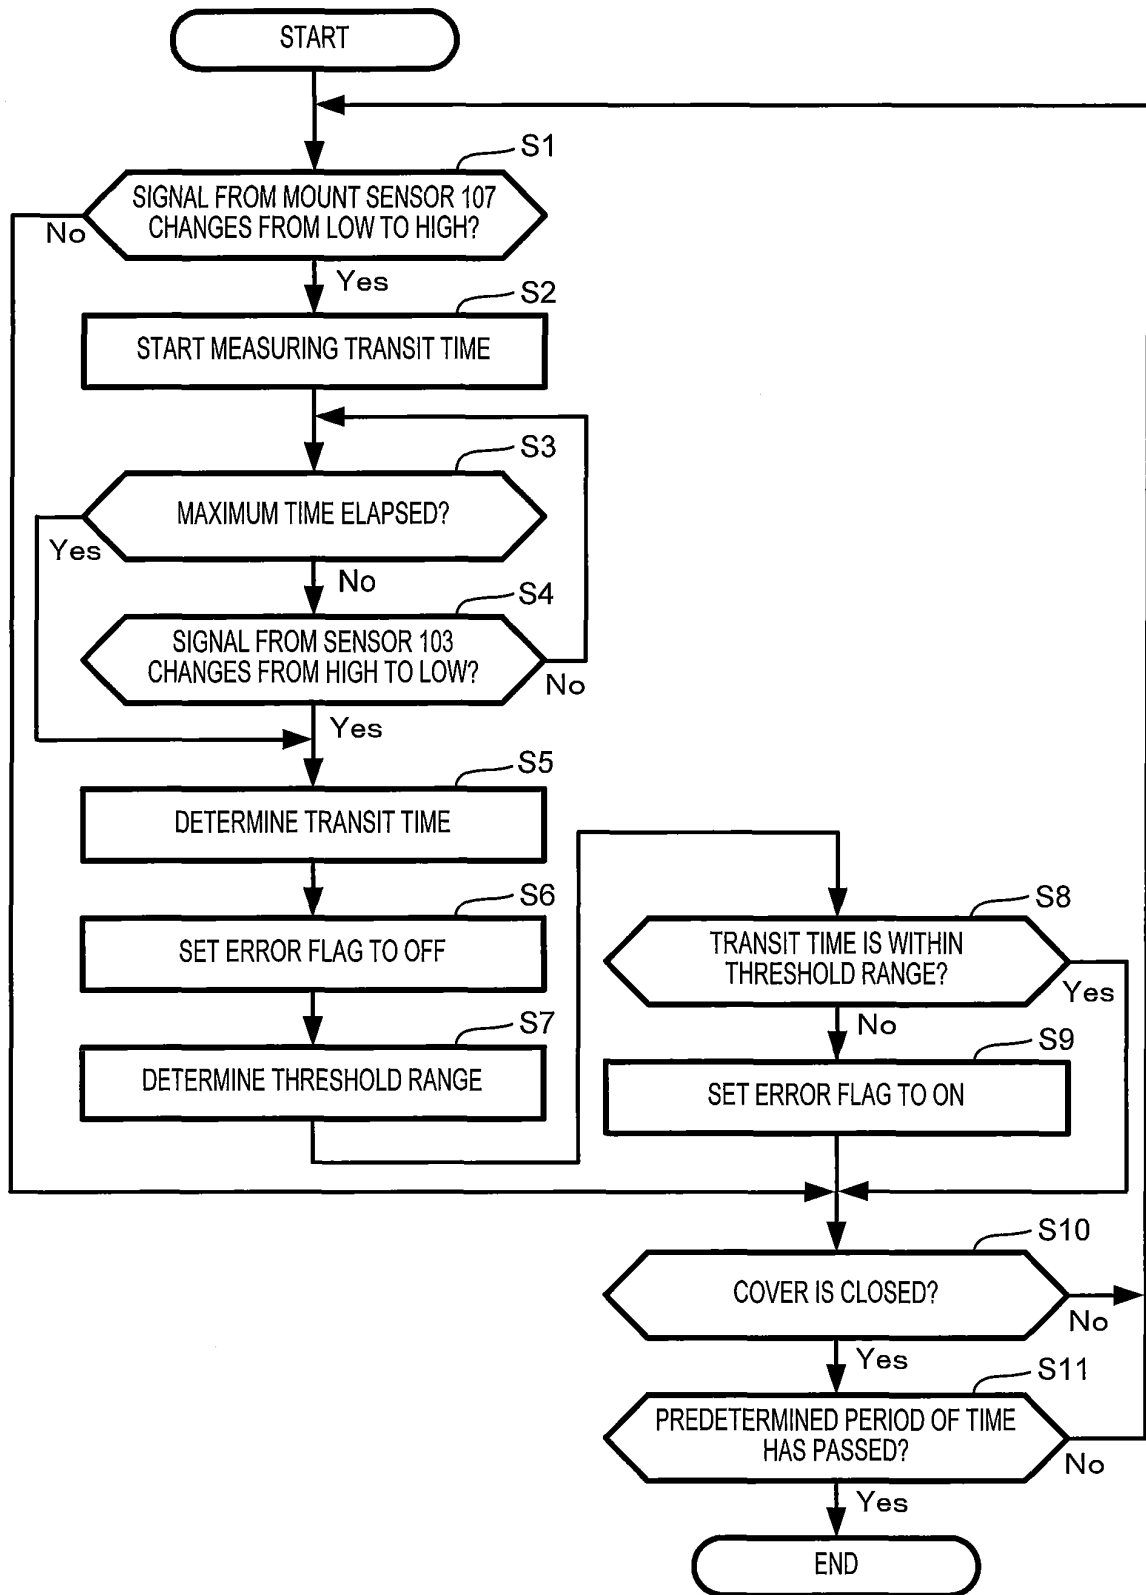 START
S1
SIGNAL FROM MOUNT SENSOR 107
CHANGES FROM LOW TO HIGH?
No
Yes
S2
START MEASURING TRANSIT TIME
S3
MAXIMUM TIME ELAPSED?
Yes
No
S4
SIGNAL FROM SENSOR 103
CHANGES FROM HIGH TO LOW?
No
Yes
S5
DETERMINE TRANSIT TIME
S6
SET ERROR FLAG TO OFF
S7
DETERMINE THRESHOLD RANGE
S8
TRANSIT TIME IS WITHIN
THRESHOLD RANGE?
Yes
No
S9
SET ERROR FLAG TO ON
S10
COVER IS CLOSED?
No
Yes
S11
PREDETERMINED PERIOD OF TIME
HAS PASSED?
No
Yes
END